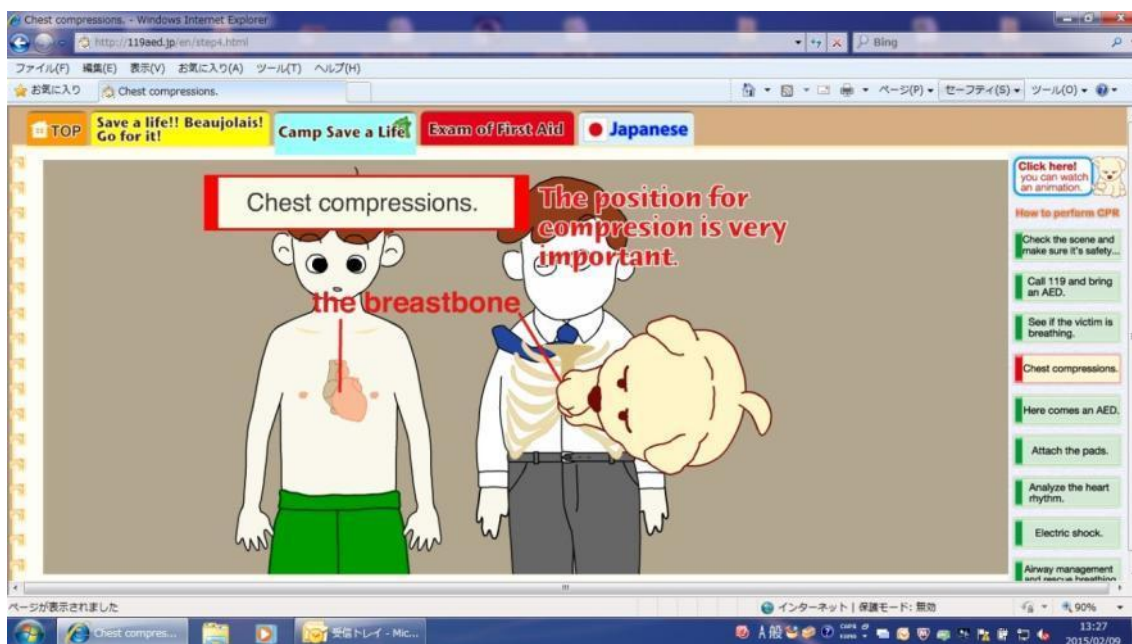 Chest compressions. - Windows Internet Explorer
http://119aed.jp/en/step4.html
Bing
ファイル(F) 編集(E) 表示(V) お気に入り(A) ツール(T) ヘルプ(H)
お気に入り Chest compressions. ページ(P) セーフティ(S) ツール(O)
TOP
Save a life!! Beaujolais!
Go for it!
Camp Save a Life
Exam of First Aid
Japanese
Chest compressions.
The position for
compresion is very
important.
the breastbone
Click here!
you can watch
an animation.
How to perform CPR
Check the scene and
make sure it's safety...
Call 119 and bring
an AED.
See if the victim is
breathing.
Chest compressions.
Here comes an AED.
Attach the pads.
Analyze the heart
rhythm.
Electric shock.
Airway management
and rescue breathing
ページが表示されました インターネット | 保護モード: 無効 90%
Chest compres... 受信トレイ - Mic... A 般 CAPS KANA 13:27
2015/02/09